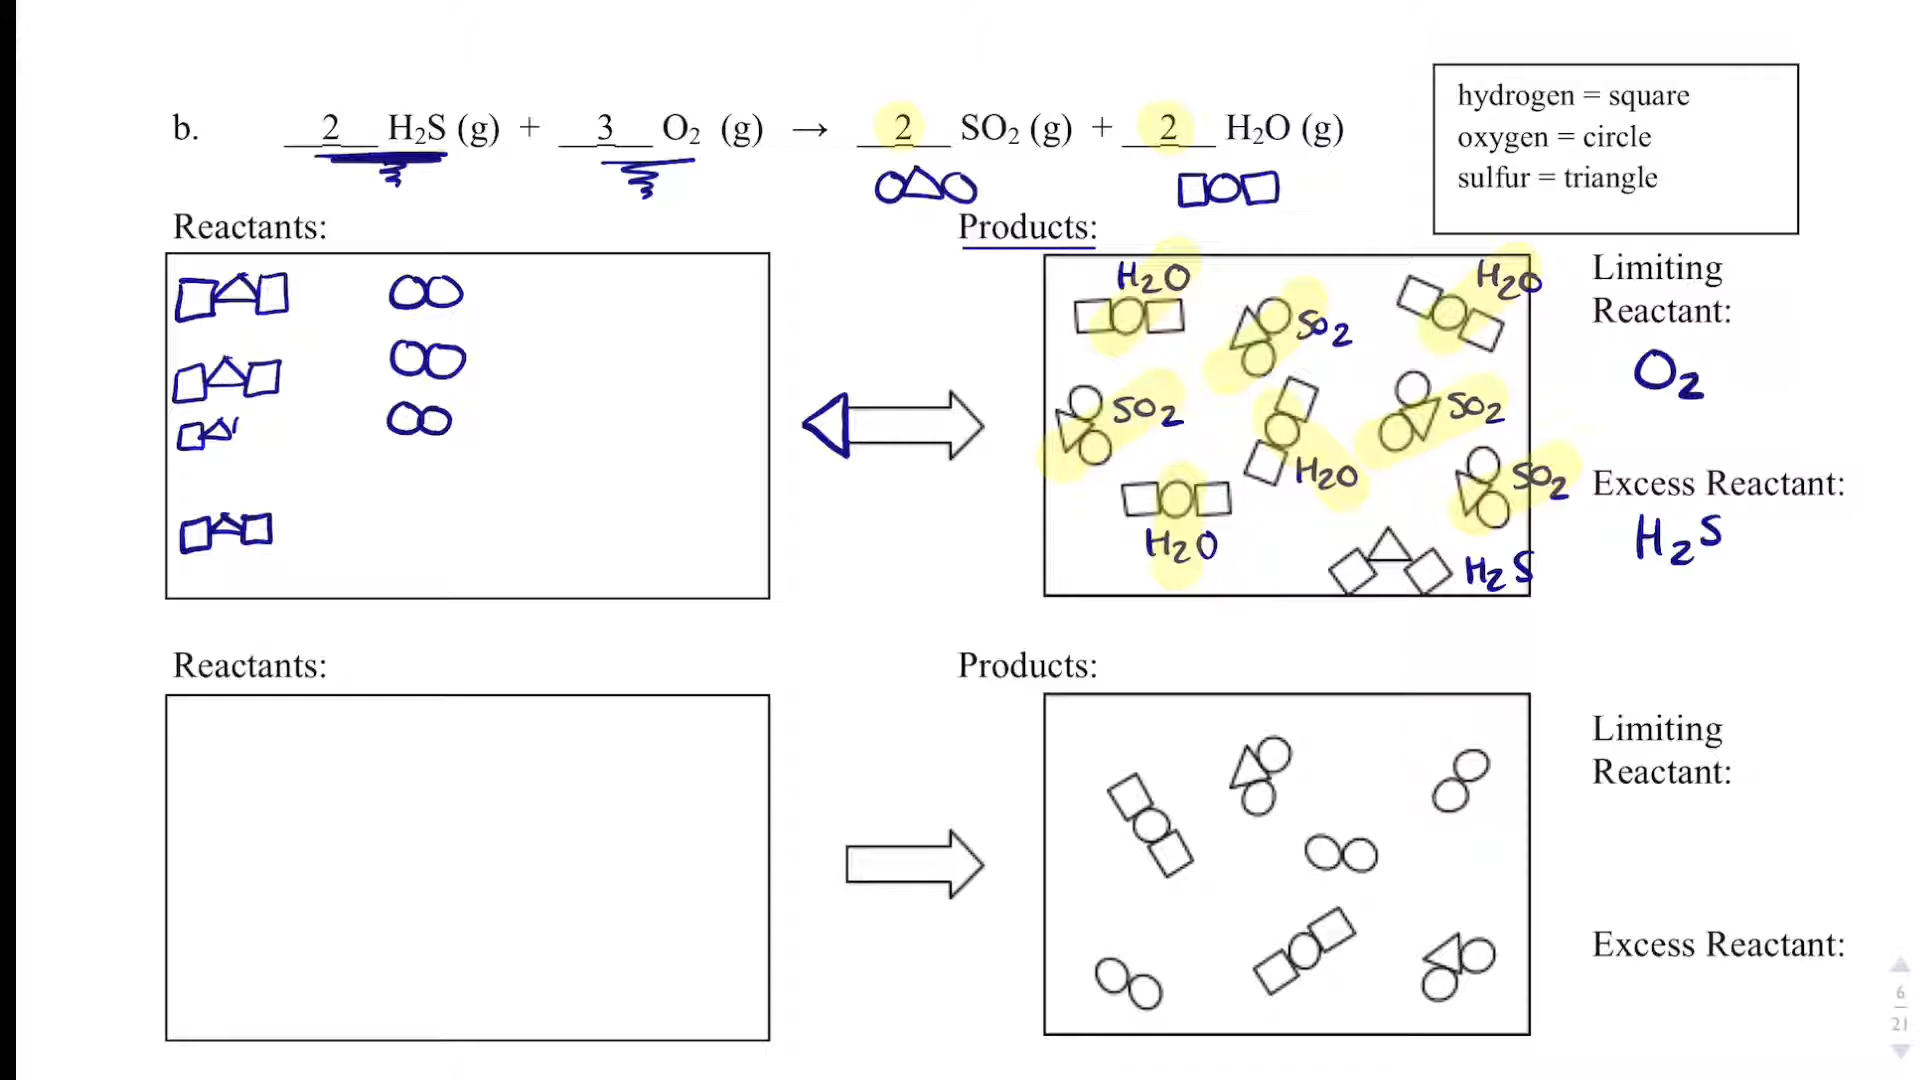 b. 2 H₂S (g) + 3 O₂ (g) → 2 SO₂ (g) + 2 H₂O (g)
hydrogen = square
oxygen = circle
sulfur = triangle
Reactants:
Products:
H₂O
SO₂
H₂O
SO₂
SO₂
H₂O
SO₂
H₂O
H₂S
Limiting
Reactant:
O₂
Excess Reactant:
H₂S
Reactants:
Products:
Limiting
Reactant:
Excess Reactant:
6
21